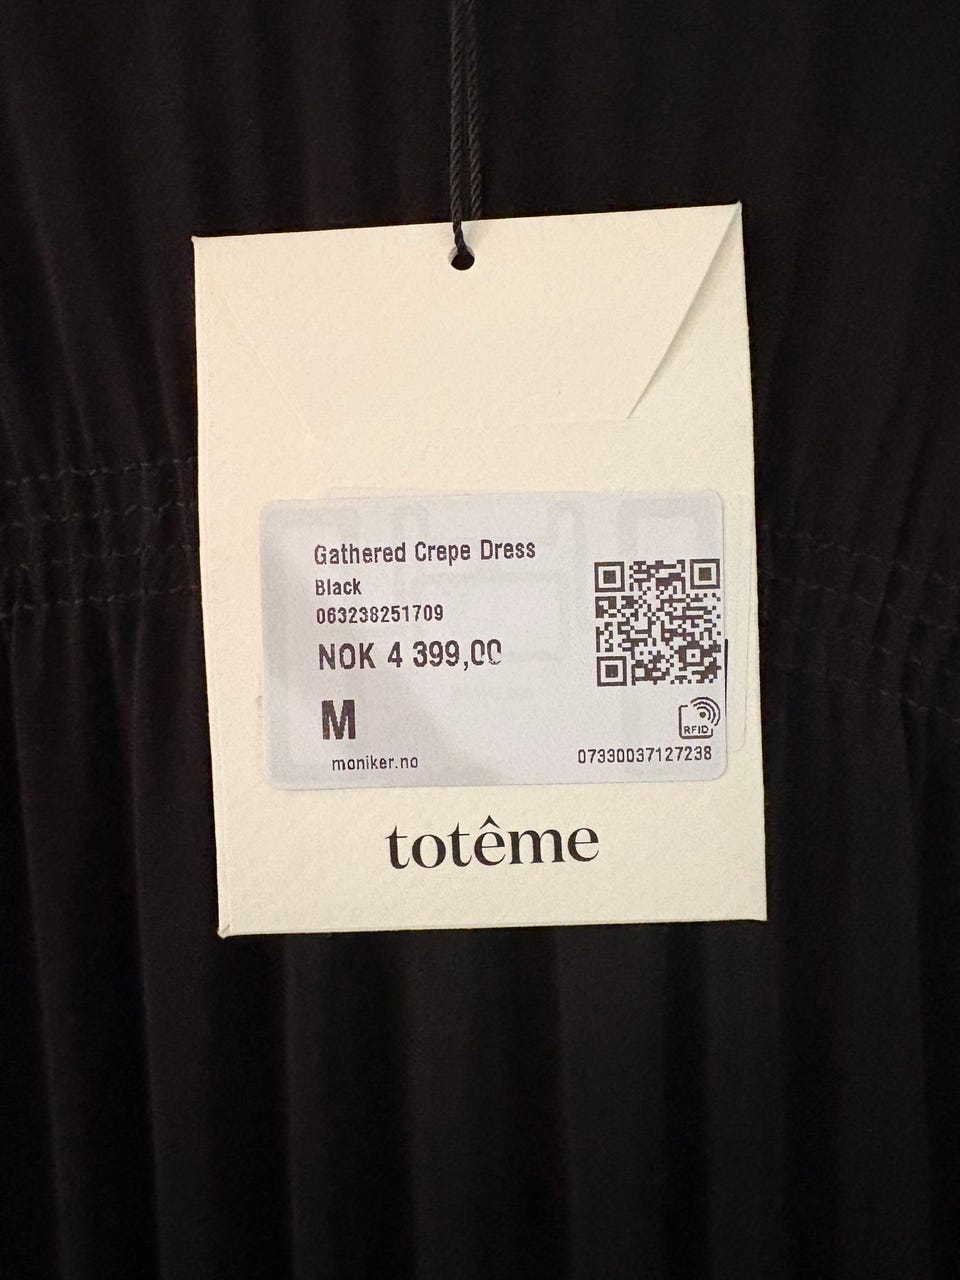 Gathered Crepe Dress
Black
063238251709
NOK 4 399,00
M
RFID
moniker.no
07330037127238
totême